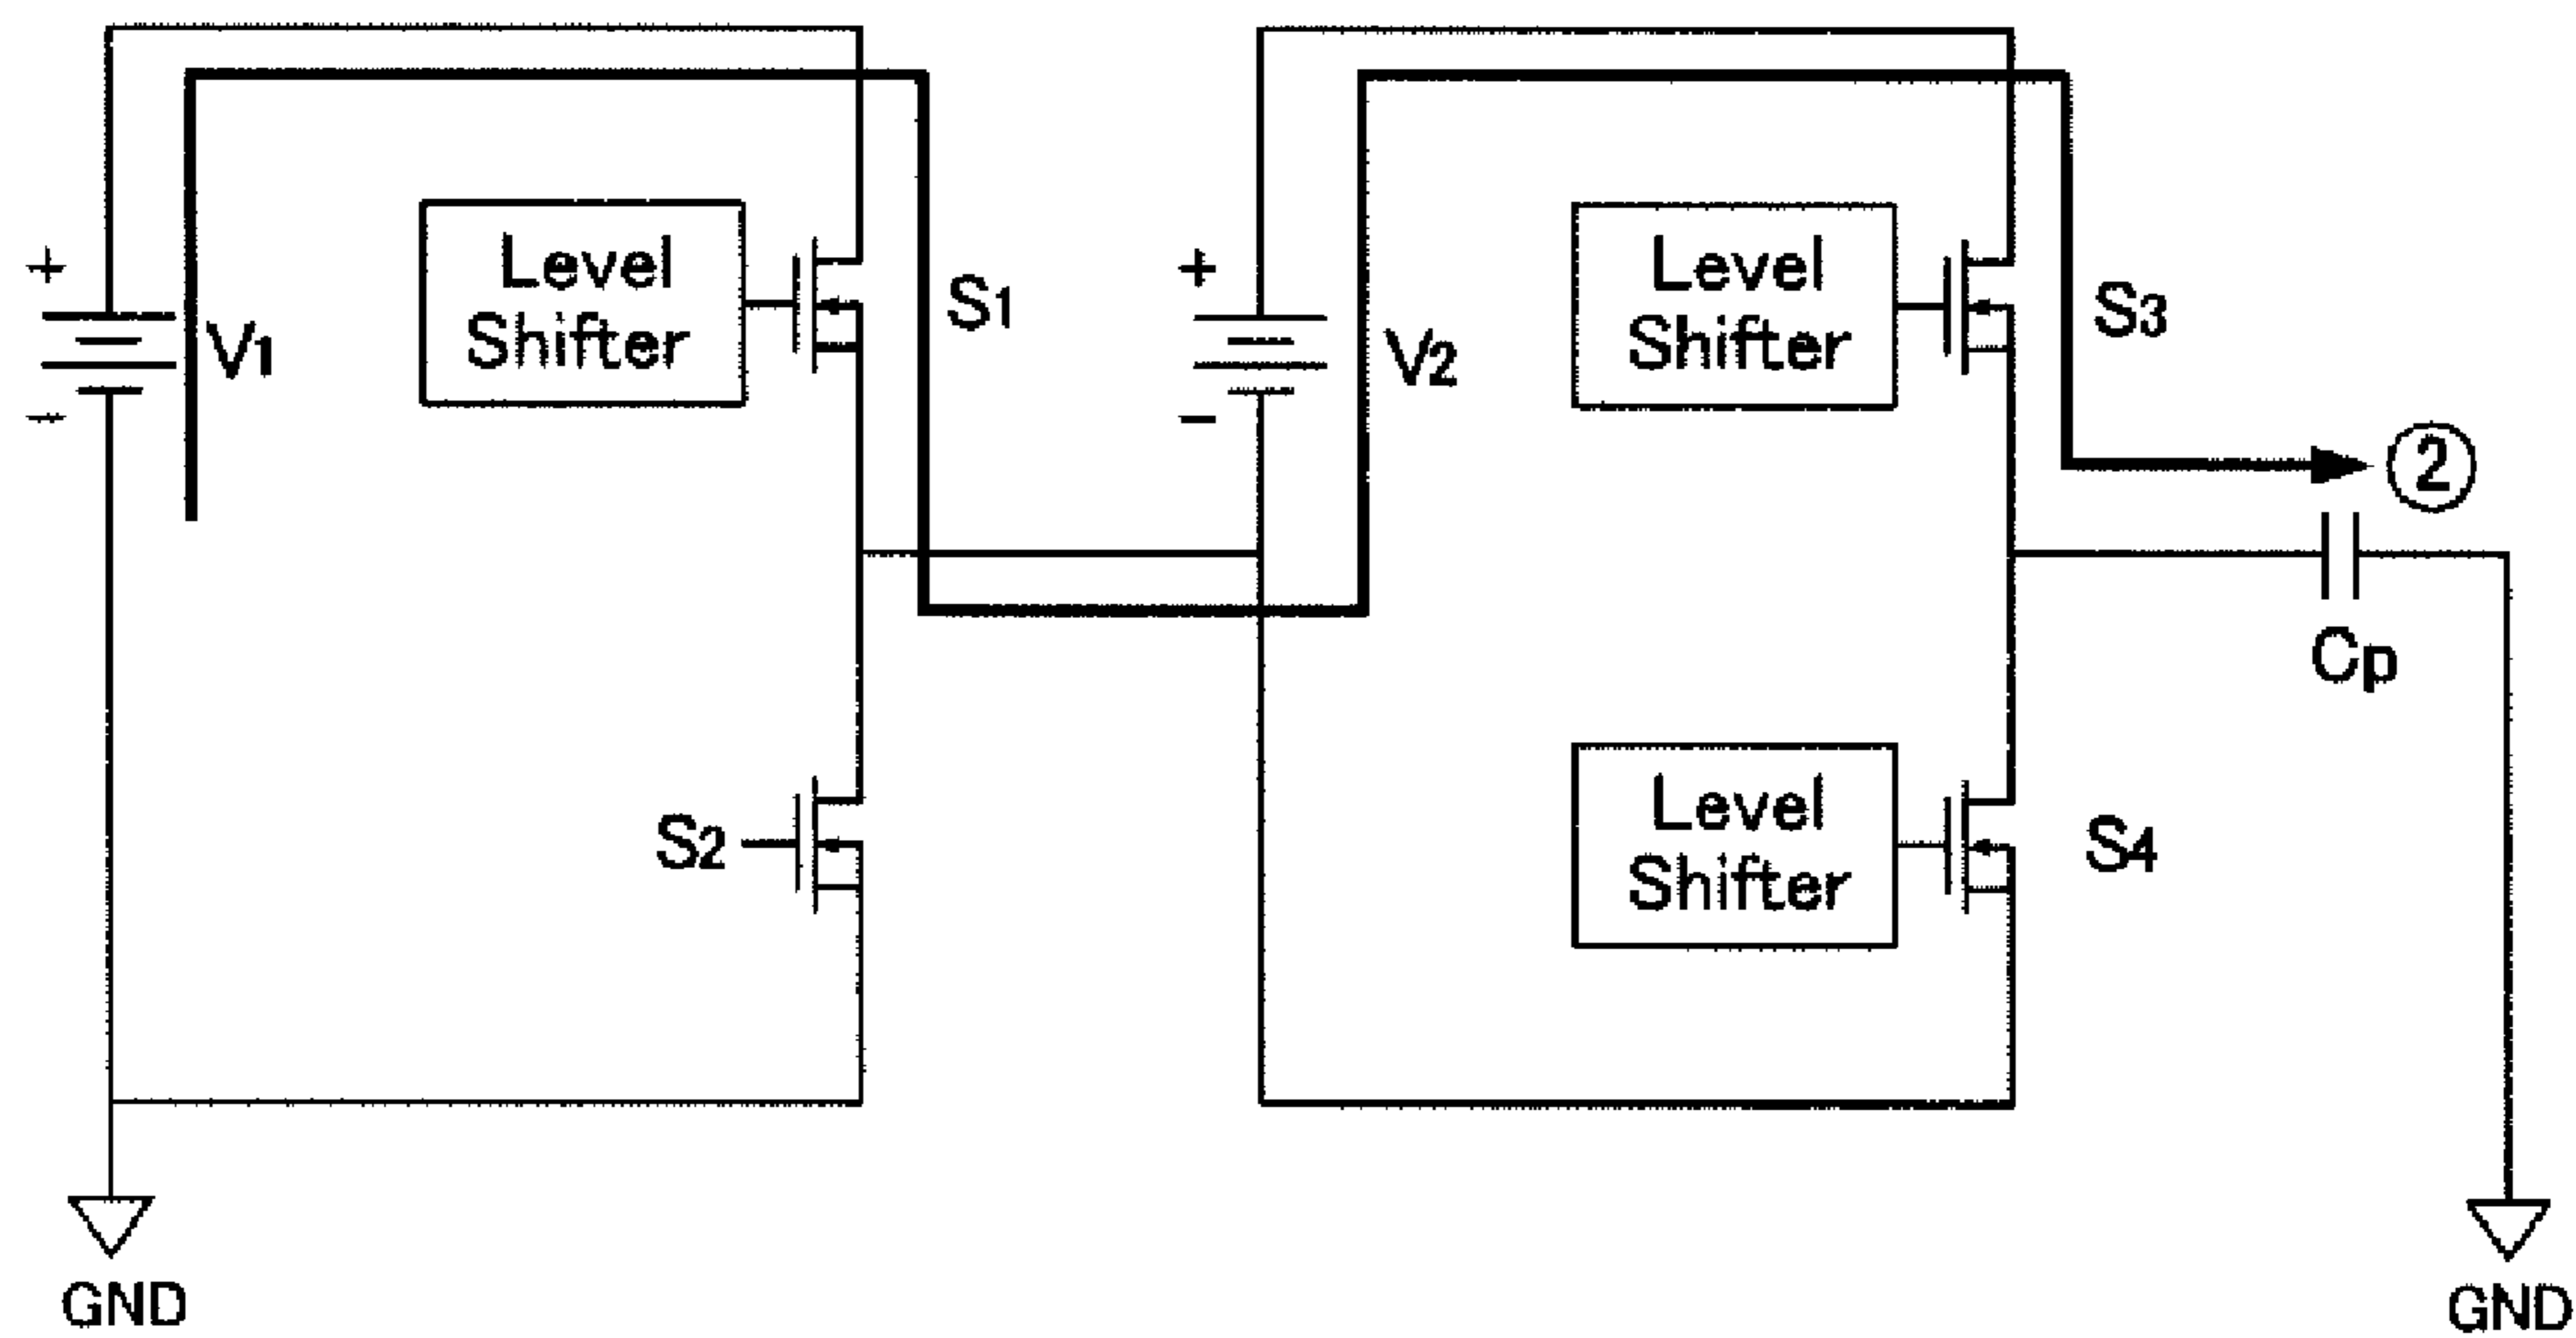 +
V1
−
Level
Shifter
S1
+
V2
−
Level
Shifter
S3
②
Cp
S2
Level
Shifter
S4
GND
GND